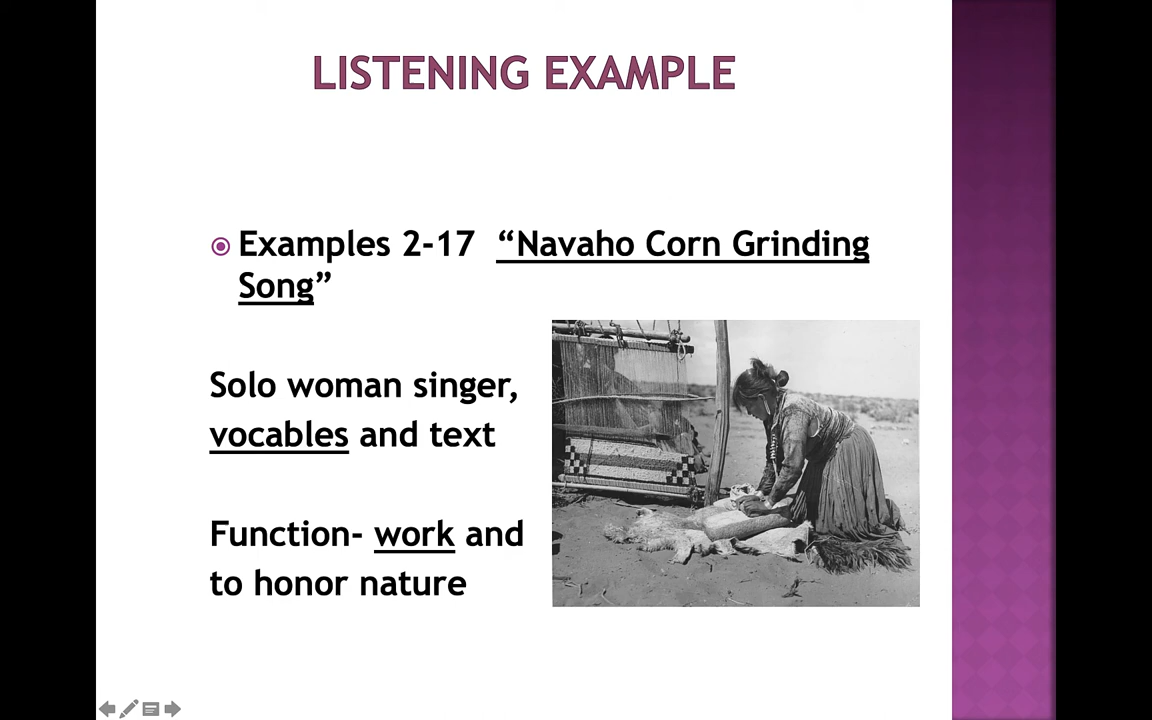 LISTENING EXAMPLE
Examples 2-17 “Navaho Corn Grinding
Song”
Solo woman singer,
vocables and text
Function- work and
to honor nature